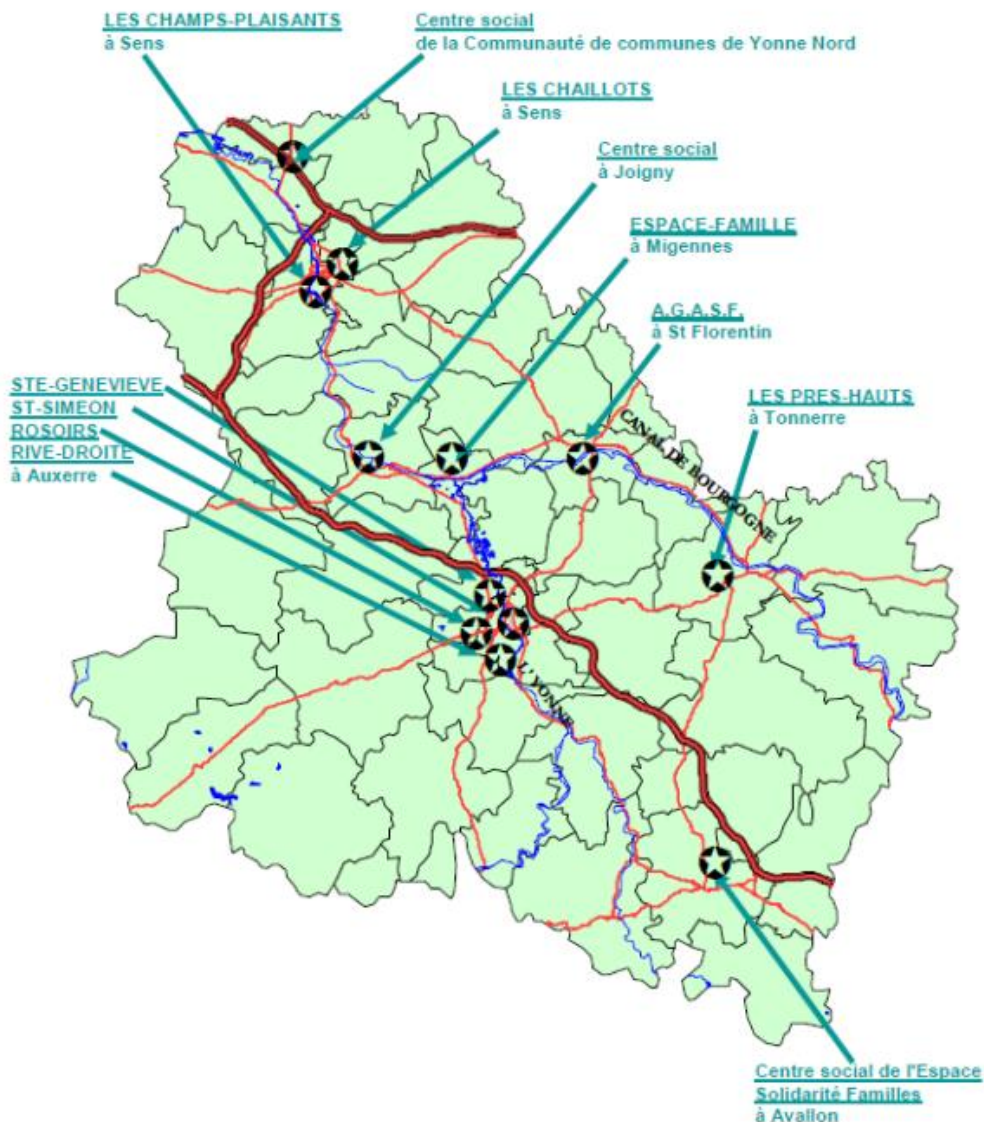 LES CHAMPS-PLAISANTS
à Sens
Centre social
de la Communauté de communes de Yonne Nord
LES CHAILLOTS
à Sens
Centre social
à Joigny
ESPACE-FAMILLE
à Migennes
A.G.A.S.F.
à St Florentin
LES PRES-HAUTS
à Tonnerre
STE-GENEVIEVE
ST-SIMEON
ROSOIRS
RIVE-DROITE
à Auxerre
CANAL DE BOURGOGNE
L' YONNE
Centre social de l'Espace
Solidarité Familles
à Avallon